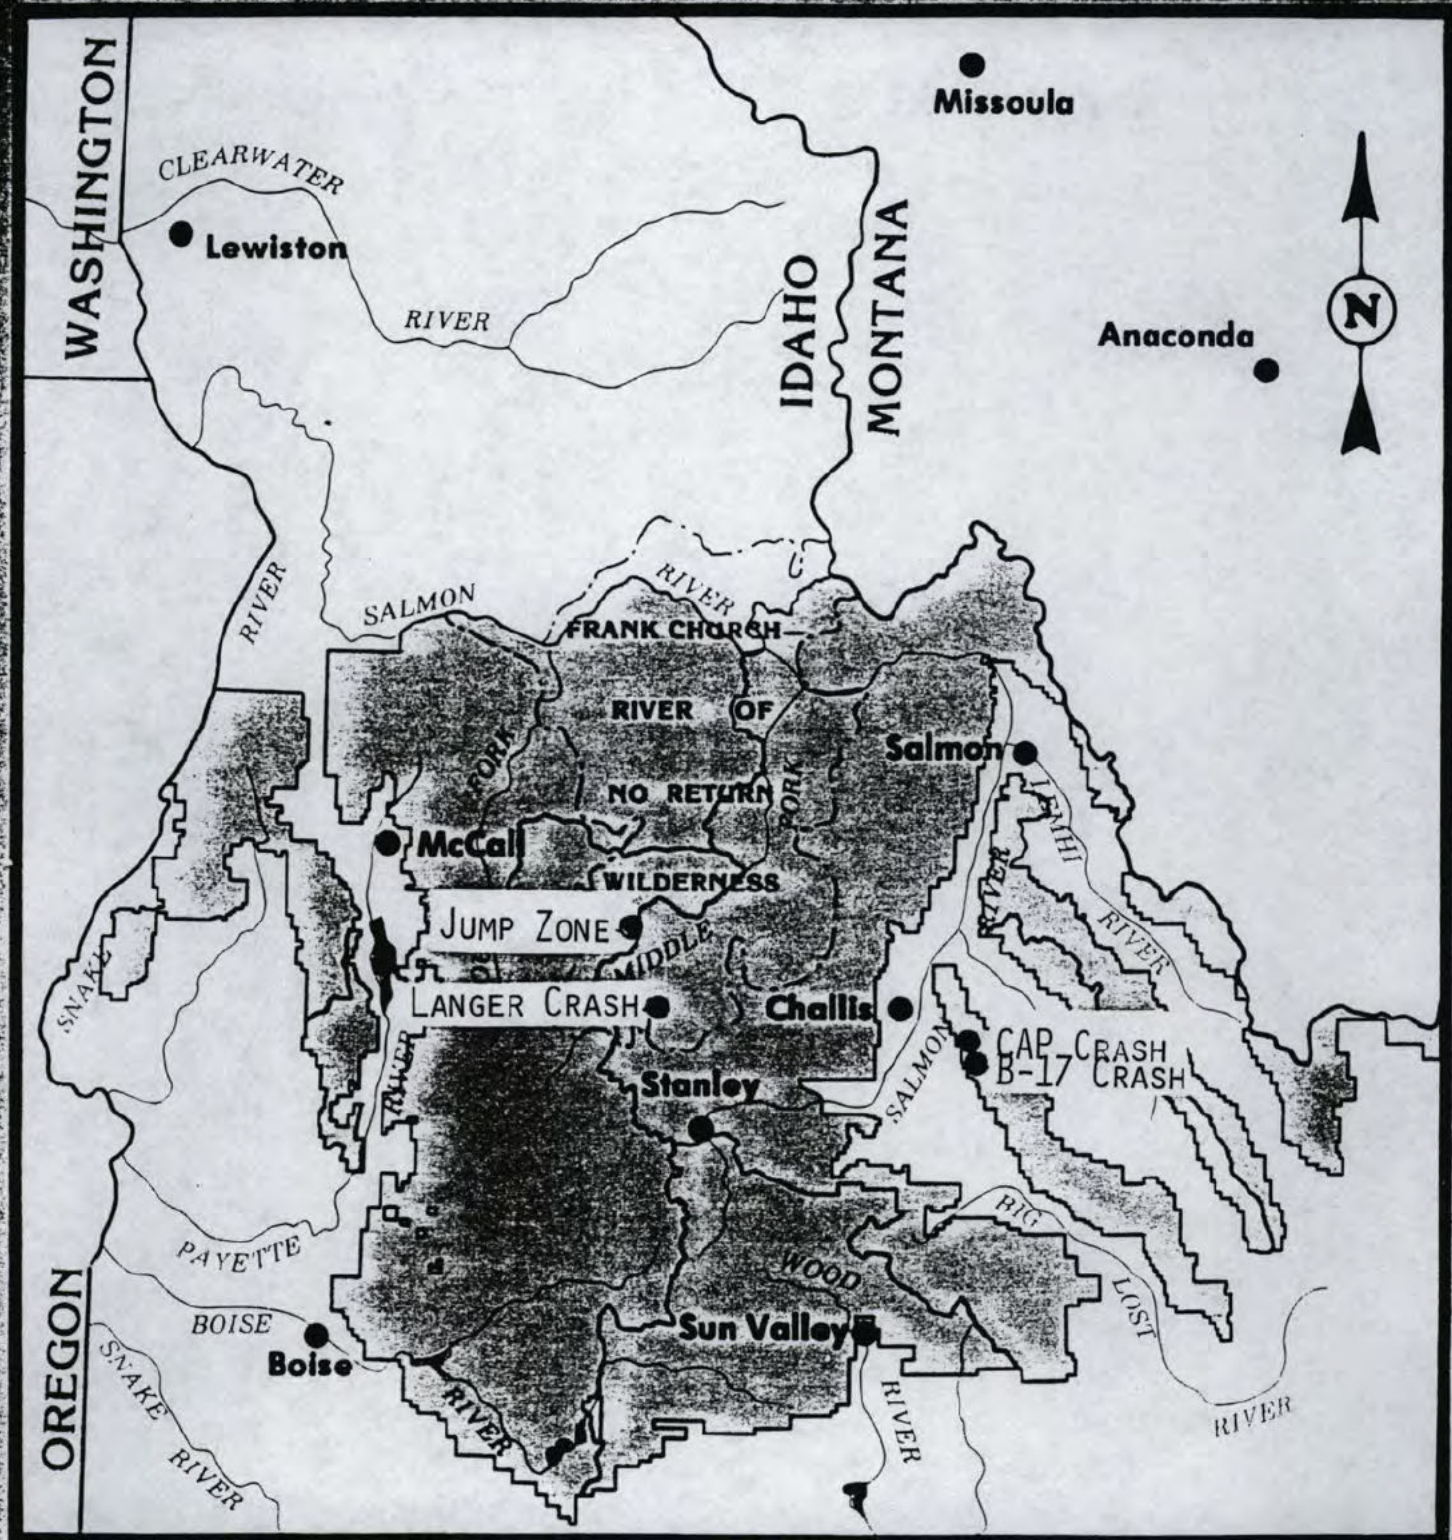 WASHINGTON
Missoula
CLEARWATER
Lewiston
RIVER
IDAHO
MONTANA
N
Anaconda
RIVER
SALMON
RIVER
FRANK CHURCH
RIVER OF
NO RETURN
WILDERNESS
FORK
FORK
Salmon
LEMHI
RIVER
RIVER
McCall
JUMP ZONE
MIDDLE
SNAKE
LANGER CRASH
Challis
CAP CRASH
B-17 CRASH
SALMON
RIVER
Stanley
PAYETTE
BIG
LOST
RIVER
WOOD
RIVER
BOISE
Boise
RIVER
Sun Valley
OREGON
SNAKE
RIVER